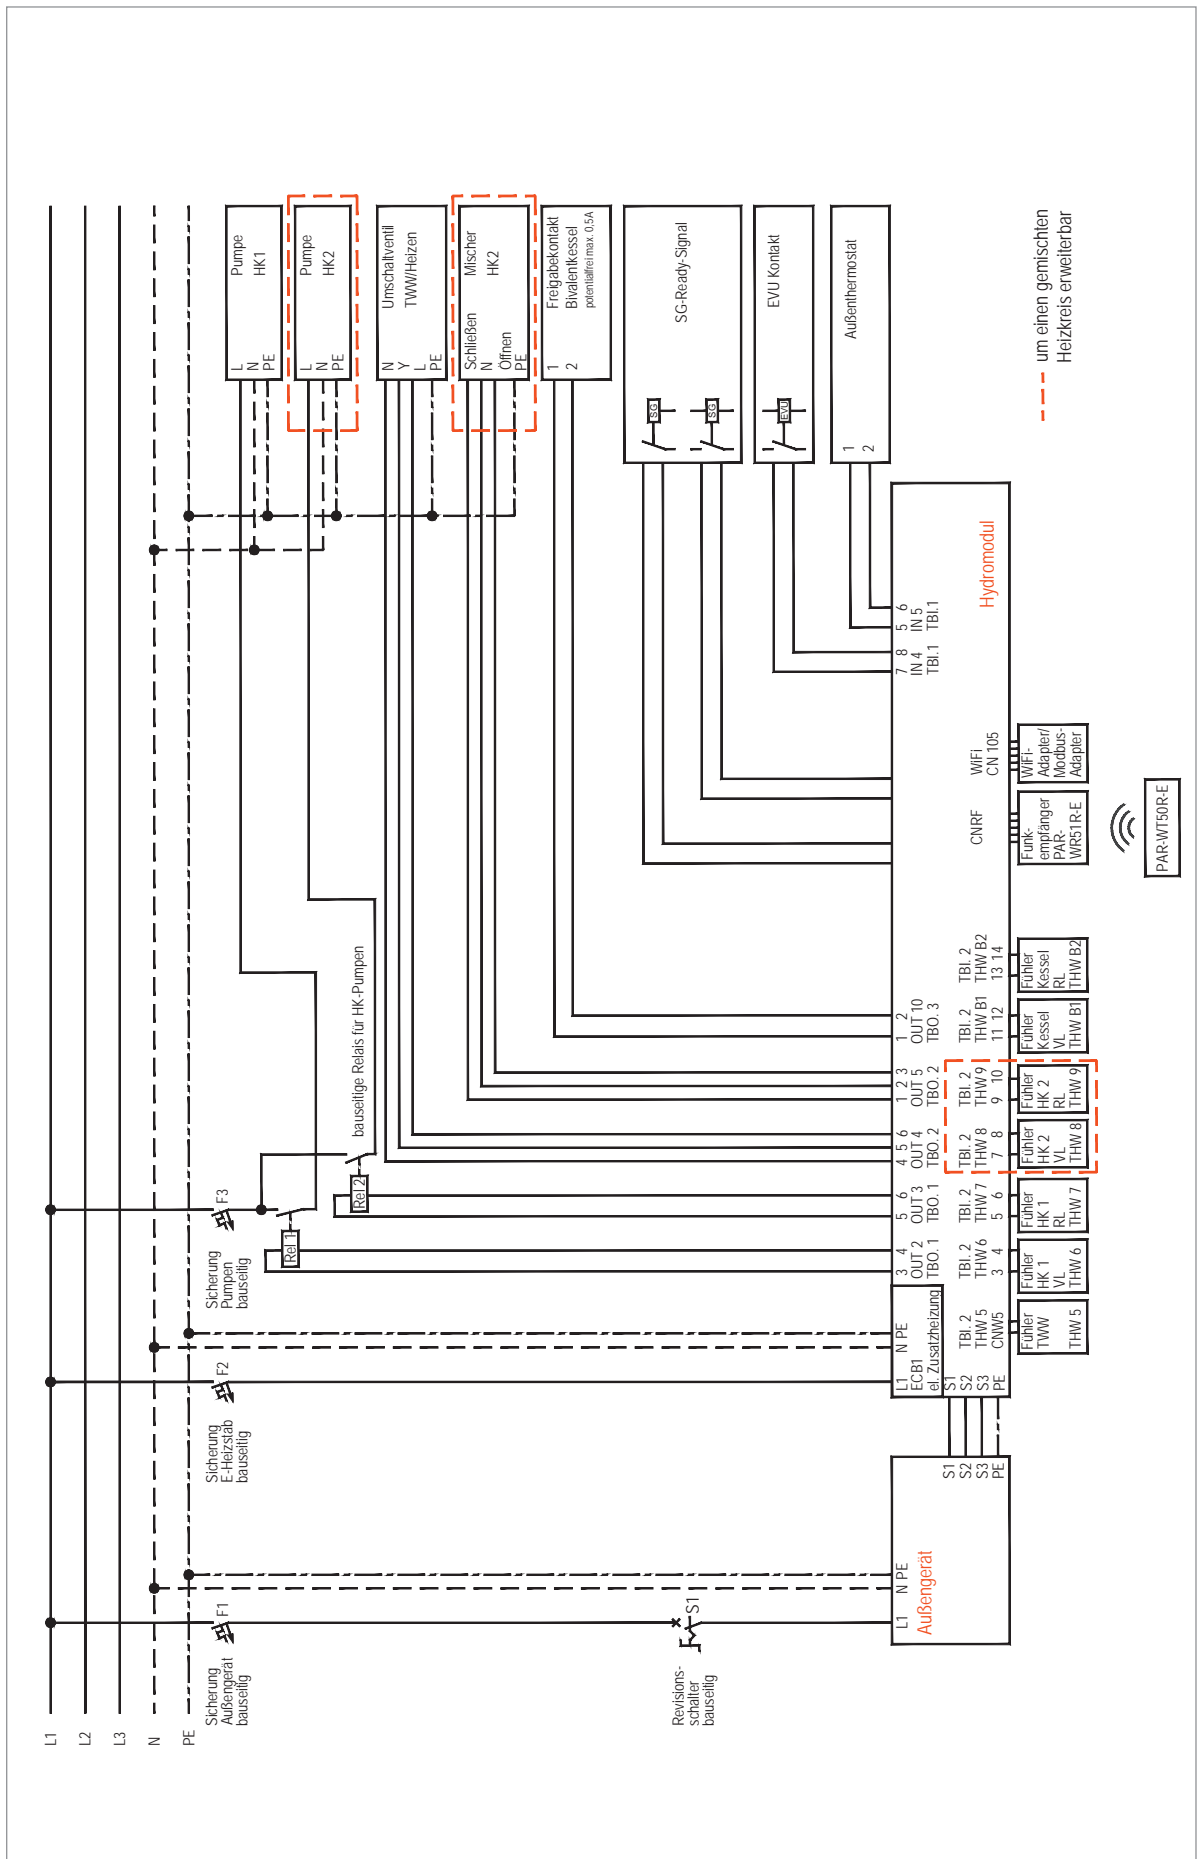 L1
L2
L3
N
PE
Sicherung
Außengerät
bauseitig
F1
Sicherung
E-Heizstab
bauseitig
F2
Sicherung
Pumpen
bauseitig
F3
Rel 1
Rel 2
bauseitige Relais für HK-Pumpen
Revisions-
schalter
bauseitig
S1
Pumpe
HK1
L
N
PE
Pumpe
HK2
L
N
PE
Umschaltventil
TWW/Heizen
N
Y
L
PE
Mischer
HK2
Schließen
N
Öffnen
PE
Freigabekontakt
Bivalentkessel
potentialfrei max. 0,5A
1
2
SG-Ready-Signal
SG
SG
EVU Kontakt
EVU
Außenthermostat
1
2
um einen gemischten
Heizkreis erweiterbar
Außengerät
L1
N PE
S1
S2
S3
PE
Hydromodul
L1
N PE
ECB1
el. Zusatzheizung
S1
S2
S3
PE
3 4
OUT 2
TBO. 1
5 6
OUT 3
TBO. 1
4 5 6
OUT 4
TBO. 2
1 2 3
OUT 5
TBO. 2
1 2
OUT 10
TBO. 3
7 8
IN 4
TBI.1
5 6
IN 5
TBI.1
TBI. 2
THW 5
CNW5
TBI. 2
THW 6
3 4
TBI. 2
THW 7
5 6
TBI. 2
THW 8
7 8
TBI. 2
THW 9
9 10
TBI. 2
THW B1
11 12
TBI. 2
THW B2
13 14
CNRF
WiFi
CN 105
Fühler
TWW
THW 5
Fühler
HK 1
VL
THW 6
Fühler
HK 1
RL
THW 7
Fühler
HK 2
VL
THW 8
Fühler
HK 2
RL
THW 9
Fühler
Kessel
VL
THW B1
Fühler
Kessel
RL
THW B2
Funk-
empfänger
PAR-
WR51R-E
WiFi-
Adapter/
Modbus-
Adapter
PAR-WT50R-E